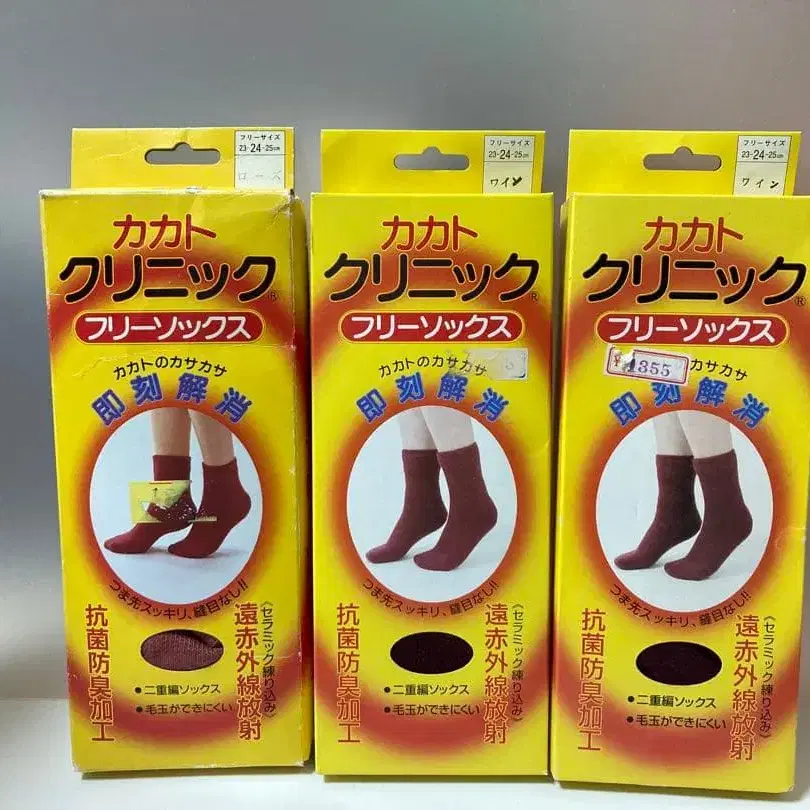 フリーサイズ
23-24-25cm
カカト
クリニック®
フリーソックス
カカトのカサカサ
即刻解消
つま先スッキリ、縫目なし!!
抗菌防臭加工
遠赤外線放射
《セラミック練り込み》
・二重編ソックス
・毛玉ができにくい
フリーサイズ
23-24-25cm
ワイン
カカト
クリニック®
フリーソックス
カカトのカサ
即刻解消
つま先スッキリ、縫目なし!!
抗菌防臭加工
遠赤外線放射
《セラミック練り込み》
・二重編ソックス
・毛玉ができにくい
フリーサイズ
23-24-25cm
ワイン
カカト
クリニック®
フリーソックス
355
カサカサ
即刻解消
つま先スッキリ、縫目なし!!
抗菌防臭加工
遠赤外線放射
《セラミック練り込み》
・二重編ソックス
・毛玉ができにくい